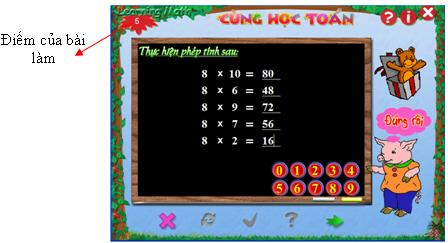 Learning Math
CÙNG HỌC TOÁN
5
Điểm của bài
làm
Thực hiện phép tính sau:
8 x 10 = 80
8 x 6 = 48
8 x 9 = 72
8 x 7 = 56
8 x 2 = 16
Đúng rồi
0 1 2 3 4
5 6 7 8 9
? i ×
?